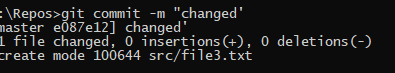 :\Repos>git commit -m "changed'
master e087e12] changed'
1 file changed, 0 insertions(+), 0 deletions(-)
create mode 100644 src/file3.txt